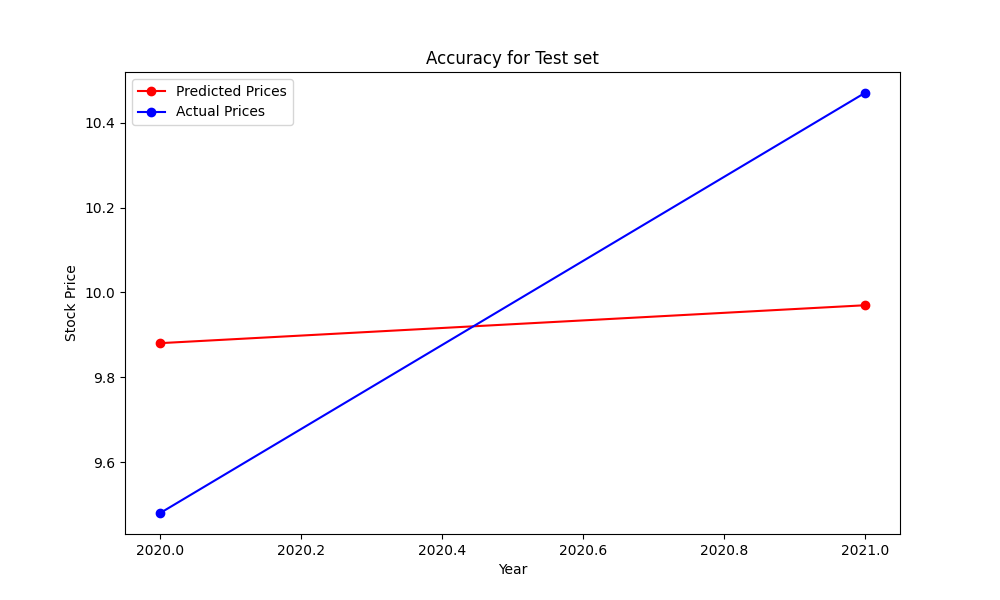 Accuracy for Test set
Predicted Prices
Actual Prices
10.4
10.2
10.0
9.8
9.6
Stock Price
2020.0 2020.2 2020.4 2020.6 2020.8 2021.0
Year